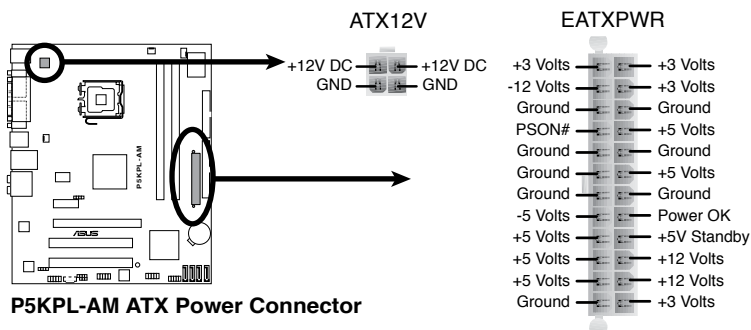 ATX12V
+12V DC +12V DC
GND GND
EATXPWR
+3 Volts +3 Volts
-12 Volts +3 Volts
Ground Ground
PSON# +5 Volts
Ground Ground
Ground +5 Volts
Ground Ground
-5 Volts Power OK
+5 Volts +5V Standby
+5 Volts +12 Volts
+5 Volts +12 Volts
Ground +3 Volts
P5KPL-AM
ASUS
P5KPL-AM ATX Power Connector